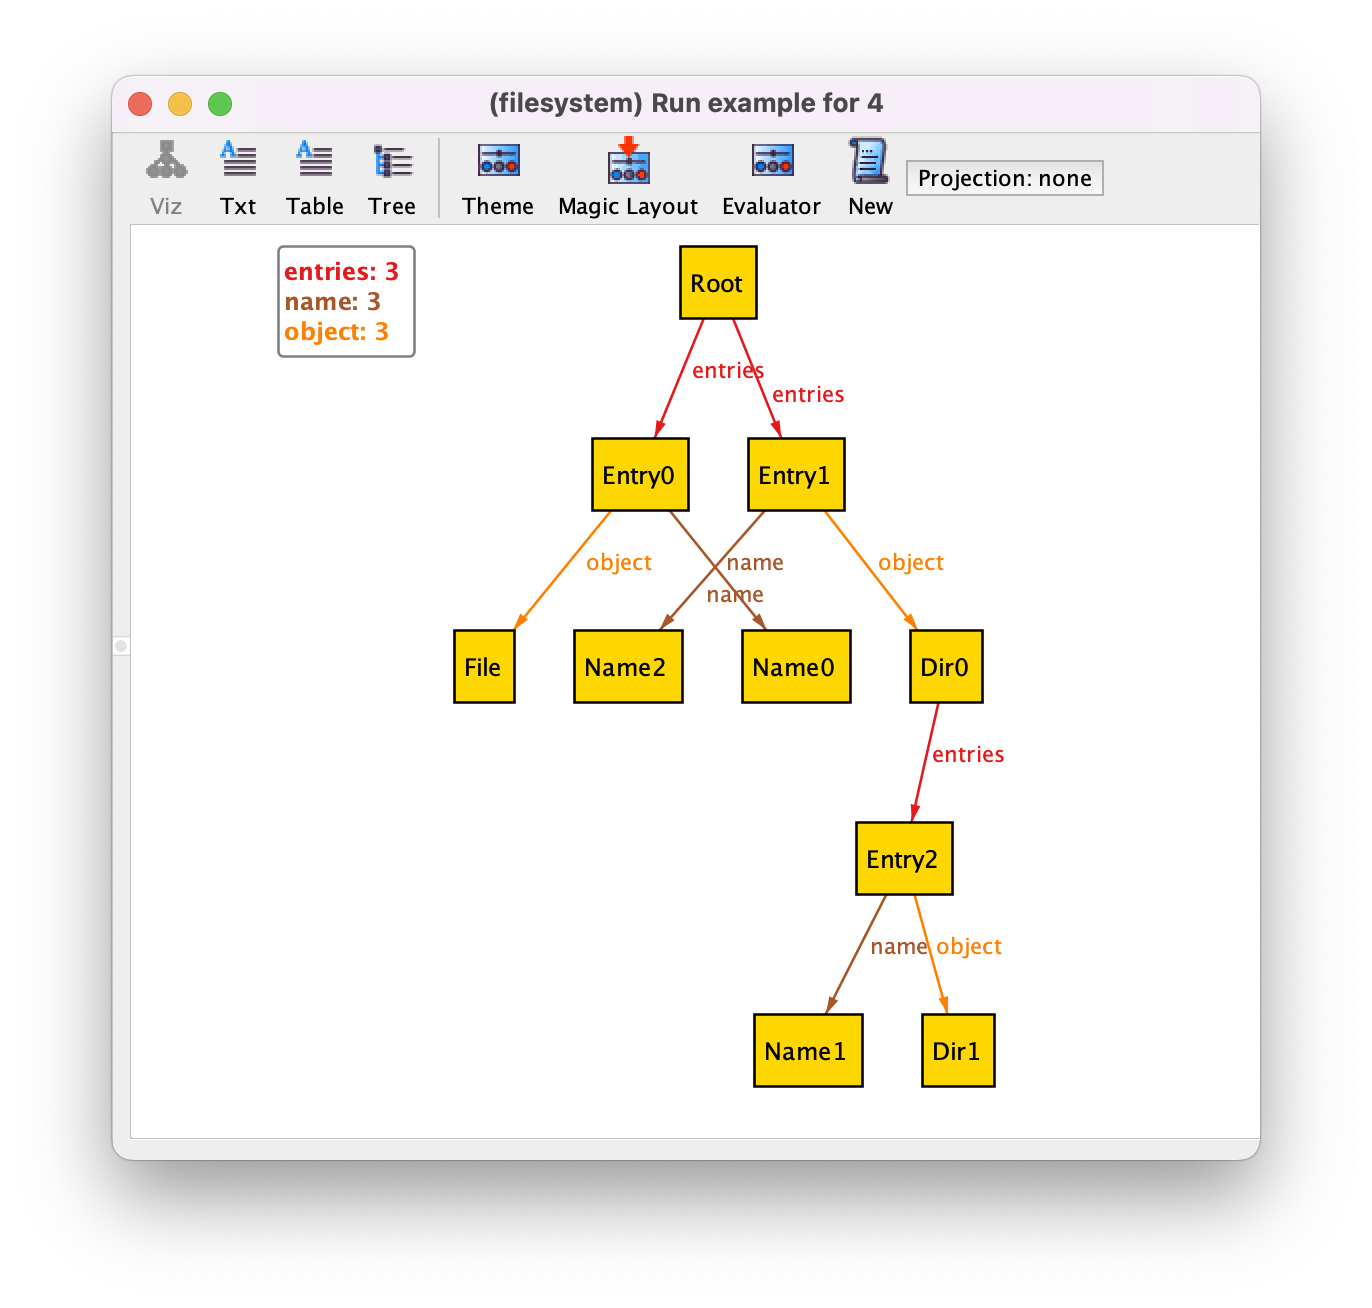 (filesystem) Run example for 4
Viz Txt Table Tree Theme Magic Layout Evaluator New Projection: none
entries: 3
name: 3
object: 3
Root
entries
entries
Entry0 Entry1
object name object
name
File Name2 Name0 Dir0
entries
Entry2
name object
Name1 Dir1